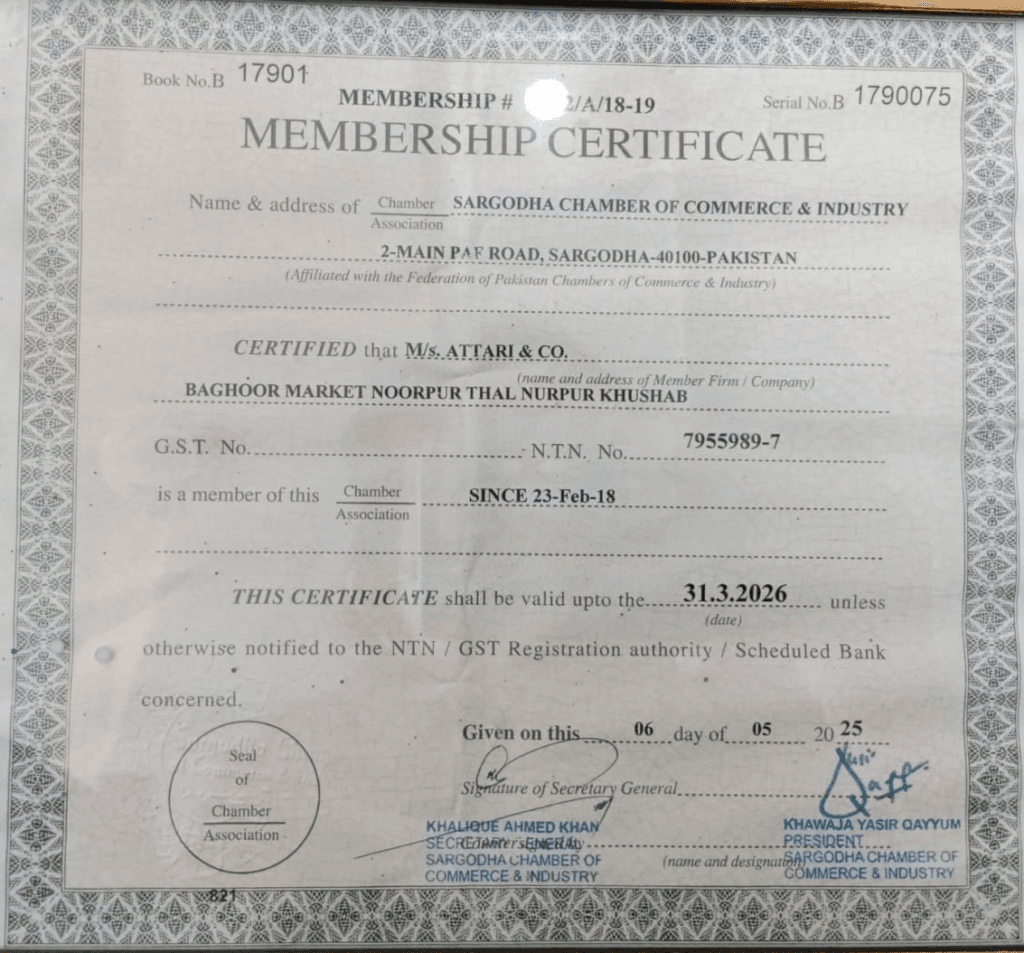 Book No.B 17901
MEMBERSHIP # 2/A/18-19
Serial No.B 1790075
MEMBERSHIP CERTIFICATE
Name & address of Chamber SARGODHA CHAMBER OF COMMERCE & INDUSTRY
Association
2-MAIN PAF ROAD, SARGODHA-40100-PAKISTAN
(Affiliated with the Federation of Pakistan Chambers of Commerce & Industry)
CERTIFIED that M/s. ATTARI & CO.
(name and address of Member Firm / Company)
BAGHOOR MARKET NOORPUR THAL NURPUR KHUSHAB
G.S.T. No. N.T.N. No. 7955989-7
is a member of this Chamber SINCE 23-Feb-18
Association
THIS CERTIFICATE shall be valid upto the 31.3.2026 unless
(date)
otherwise notified to the NTN / GST Registration authority / Scheduled Bank
concerned.
Given on this 06 day of 05 2025
Seal
of
Chamber
Association
Signature of Secretary General
KHALIQUE AHMED KHAN
SECRETARY GENERAL
SARGODHA CHAMBER OF
COMMERCE & INDUSTRY
(name and designation)
KHAWAJA YASIR QAYYUM
PRESIDENT
SARGODHA CHAMBER OF
COMMERCE & INDUSTRY
821